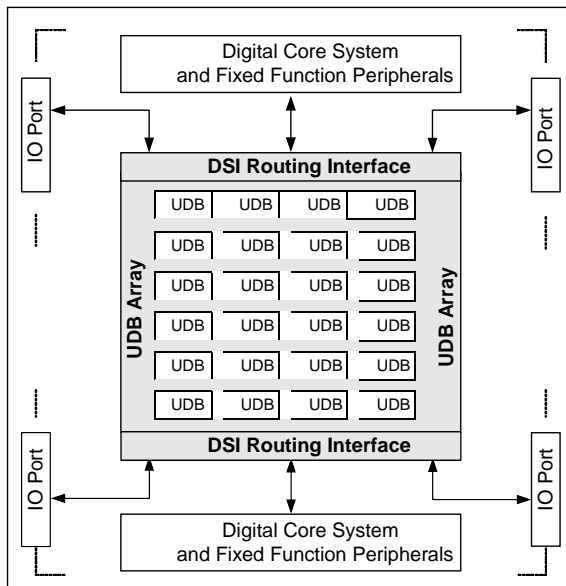 Digital Core System
and Fixed Function Peripherals
IO Port
IO Port
DSI Routing Interface
UDB Array
UDB UDB UDB UDB
UDB UDB UDB UDB
UDB UDB UDB UDB
UDB UDB UDB UDB
UDB UDB UDB UDB
UDB UDB UDB UDB
UDB Array
DSI Routing Interface
IO Port
IO Port
Digital Core System
and Fixed Function Peripherals